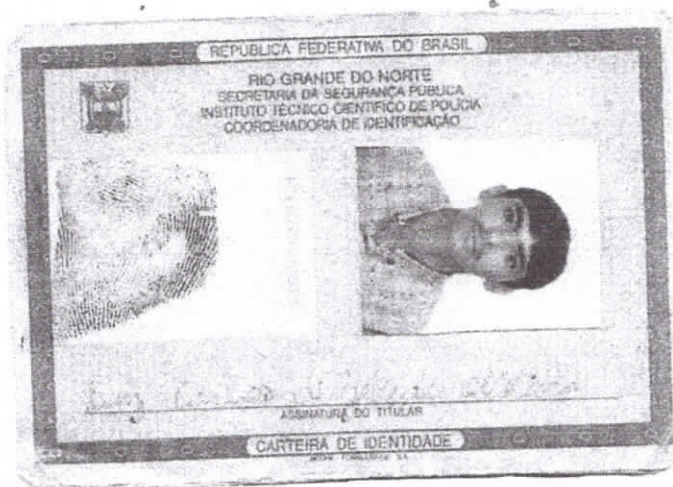 REPÚBLICA FEDERATIVA DO BRASIL
RIO GRANDE DO NORTE
SECRETARIA DA SEGURANÇA PÚBLICA
INSTITUTO TÉCNICO CIENTÍFICO DE POLÍCIA
COORDENADORIA DE IDENTIFICAÇÃO
ASSINATURA DO TITULAR
CARTEIRA DE IDENTIDADE